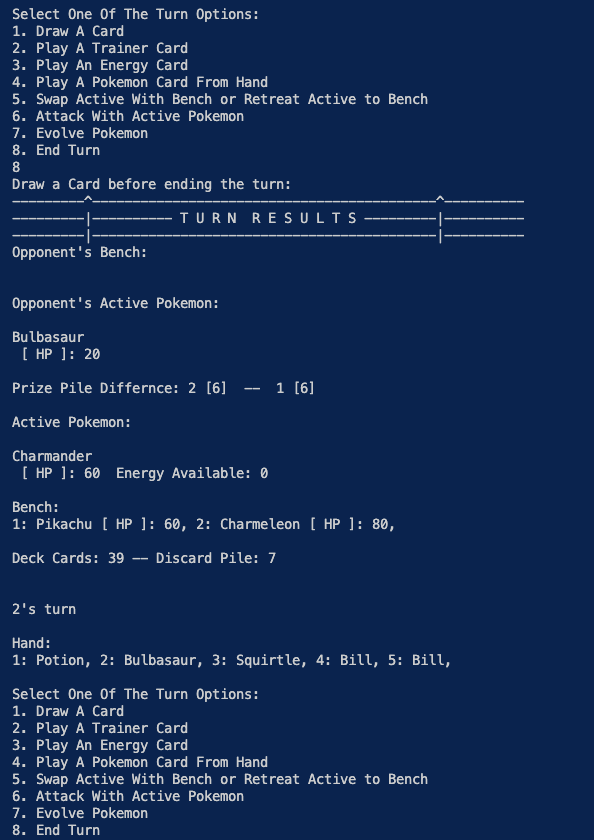 Select One Of The Turn Options:
1. Draw A Card
2. Play A Trainer Card
3. Play An Energy Card
4. Play A Pokemon Card From Hand
5. Swap Active With Bench or Retreat Active to Bench
6. Attack With Active Pokemon
7. Evolve Pokemon
8. End Turn
8
Draw a Card before ending the turn:
—————————^———————————————————————————————————————————^——————————
—————————|—————————— T U R N  R E S U L T S —————————|——————————
—————————|———————————————————————————————————————————|——————————
Opponent's Bench:
Opponent's Active Pokemon:
Bulbasaur
[ HP ]: 20
Prize Pile Differnce: 2 [6]  ——  1 [6]
Active Pokemon:
Charmander
[ HP ]: 60  Energy Available: 0
Bench:
1: Pikachu [ HP ]: 60, 2: Charmeleon [ HP ]: 80,
Deck Cards: 39 —— Discard Pile: 7
2's turn
Hand:
1: Potion, 2: Bulbasaur, 3: Squirtle, 4: Bill, 5: Bill,
Select One Of The Turn Options:
1. Draw A Card
2. Play A Trainer Card
3. Play An Energy Card
4. Play A Pokemon Card From Hand
5. Swap Active With Bench or Retreat Active to Bench
6. Attack With Active Pokemon
7. Evolve Pokemon
8. End Turn